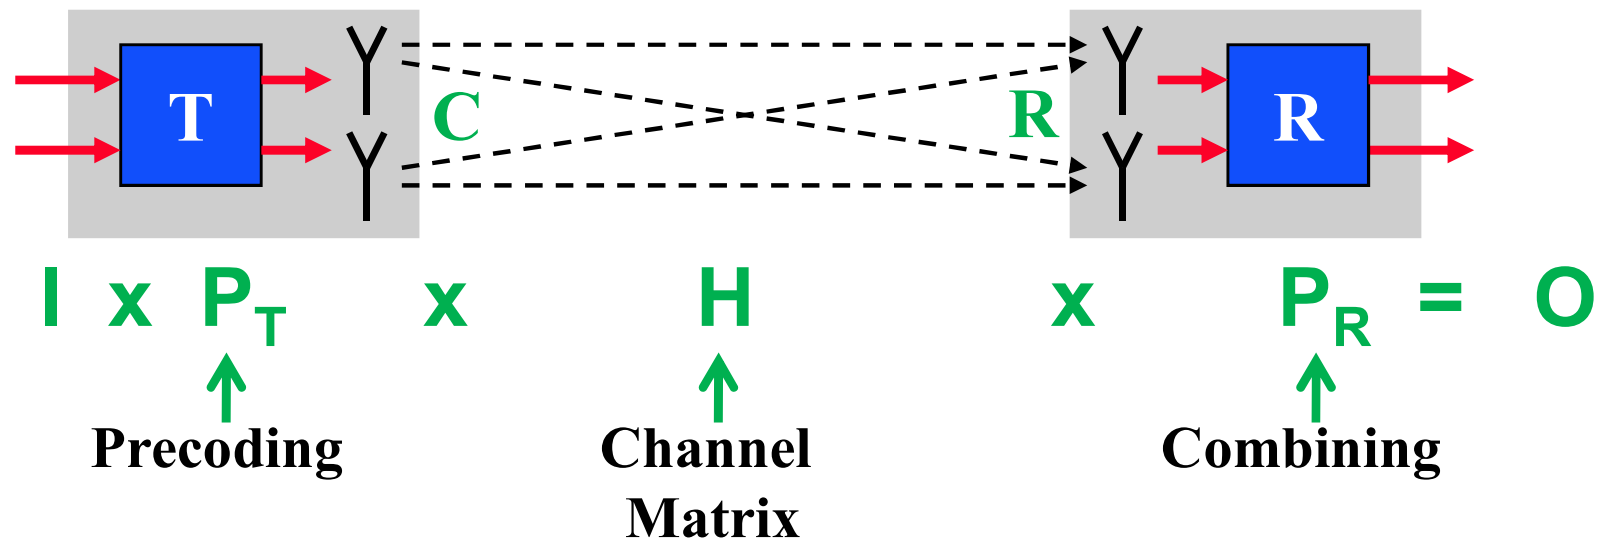 T C R R
I x P_T x H x P_R = O
Precoding Channel Combining
Matrix